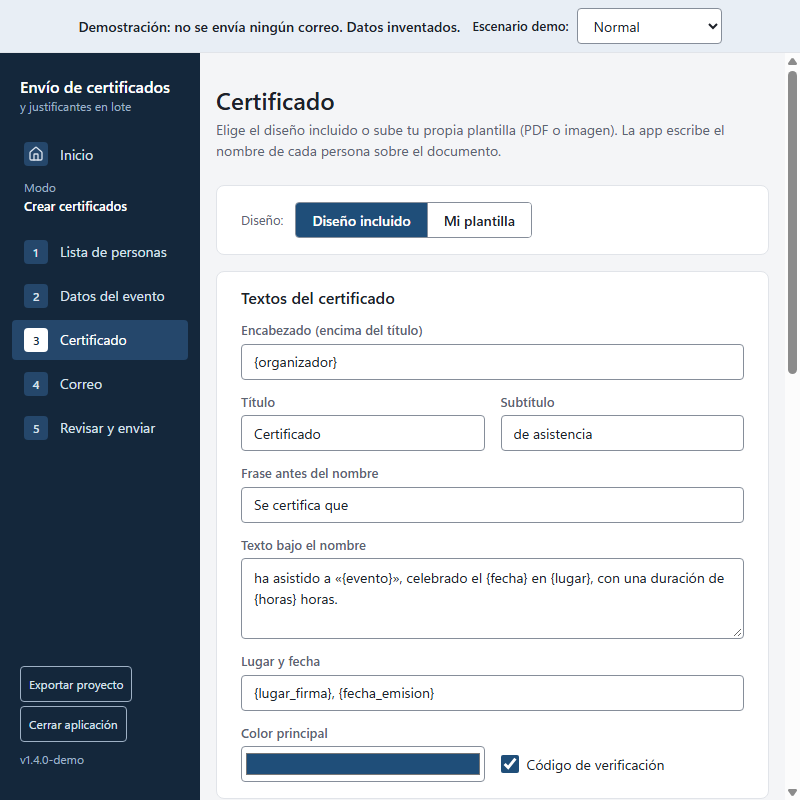 Demostración: no se envía ningún correo. Datos inventados. Escenario demo: Normal
Envío de certificados
y justificantes en lote
Inicio
Modo
Crear certificados
1 Lista de personas
2 Datos del evento
3 Certificado
4 Correo
5 Revisar y enviar
Exportar proyecto
Cerrar aplicación
v1.4.0-demo
Certificado
Elige el diseño incluido o sube tu propia plantilla (PDF o imagen). La app escribe el
nombre de cada persona sobre el documento.
Diseño: Diseño incluido Mi plantilla
Textos del certificado
Encabezado (encima del título)
{organizador}
Título Subtítulo
Certificado de asistencia
Frase antes del nombre
Se certifica que
Texto bajo el nombre
ha asistido a «{evento}», celebrado el {fecha} en {lugar}, con una duración de
{horas} horas.
Lugar y fecha
{lugar_firma}, {fecha_emision}
Color principal
Código de verificación